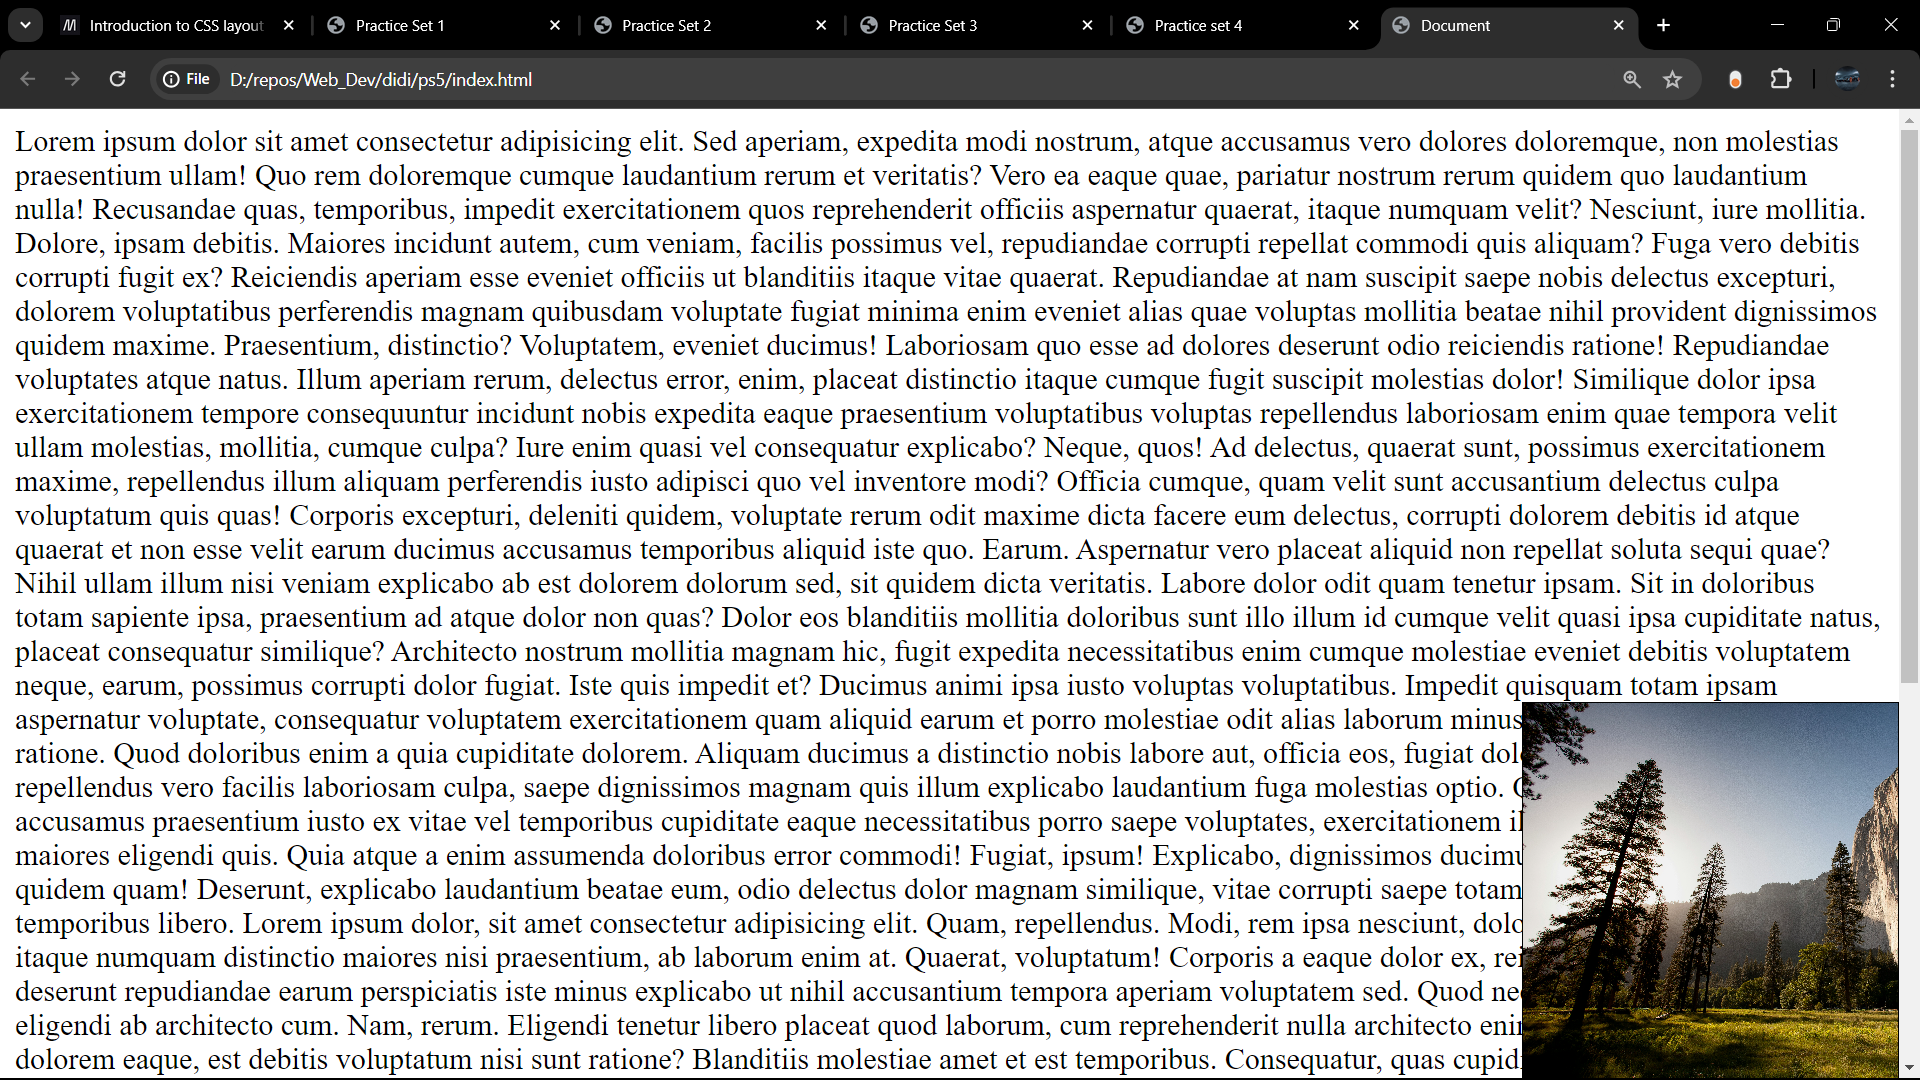 Introduction to CSS layout
Practice Set 1
Practice Set 2
Practice Set 3
Practice set 4
Document
File
D:/repos/Web_Dev/didi/ps5/index.html
Lorem ipsum dolor sit amet consectetur adipisicing elit. Sed aperiam, expedita modi nostrum, atque accusamus vero dolores doloremque, non molestias
praesentium ullam! Quo rem doloremque cumque laudantium rerum et veritatis? Vero ea eaque quae, pariatur nostrum rerum quidem quo laudantium
nulla! Recusandae quas, temporibus, impedit exercitationem quos reprehenderit officiis aspernatur quaerat, itaque numquam velit? Nesciunt, iure mollitia.
Dolore, ipsam debitis. Maiores incidunt autem, cum veniam, facilis possimus vel, repudiandae corrupti repellat commodi quis aliquam? Fuga vero debitis
corrupti fugit ex? Reiciendis aperiam esse eveniet officiis ut blanditiis itaque vitae quaerat. Repudiandae at nam suscipit saepe nobis delectus excepturi,
dolorem voluptatibus perferendis magnam quibusdam voluptate fugiat minima enim eveniet alias quae voluptas mollitia beatae nihil provident dignissimos
quidem maxime. Praesentium, distinctio? Voluptatem, eveniet ducimus! Laboriosam quo esse ad dolores deserunt odio reiciendis ratione! Repudiandae
voluptates atque natus. Illum aperiam rerum, delectus error, enim, placeat distinctio itaque cumque fugit suscipit molestias dolor! Similique dolor ipsa
exercitationem tempore consequuntur incidunt nobis expedita eaque praesentium voluptatibus voluptas repellendus laboriosam enim quae tempora velit
ullam molestias, mollitia, cumque culpa? Iure enim quasi vel consequatur explicabo? Neque, quos! Ad delectus, quaerat sunt, possimus exercitationem
maxime, repellendus illum aliquam perferendis iusto adipisci quo vel inventore modi? Officia cumque, quam velit sunt accusantium delectus culpa
voluptatum quis quas! Corporis excepturi, deleniti quidem, voluptate rerum odit maxime dicta facere eum delectus, corrupti dolorem debitis id atque
quaerat et non esse velit earum ducimus accusamus temporibus aliquid iste quo. Earum. Aspernatur vero placeat aliquid non repellat soluta sequi quae?
Nihil ullam illum nisi veniam explicabo ab est dolorem dolorum sed, sit quidem dicta veritatis. Labore dolor odit quam tenetur ipsam. Sit in doloribus
totam sapiente ipsa, praesentium ad atque dolor non quas? Dolor eos blanditiis mollitia doloribus sunt illo illum id cumque velit quasi ipsa cupiditate natus,
placeat consequatur similique? Architecto nostrum mollitia magnam hic, fugit expedita necessitatibus enim cumque molestiae eveniet debitis voluptatem
neque, earum, possimus corrupti dolor fugiat. Iste quis impedit et? Ducimus animi ipsa iusto voluptas voluptatibus. Impedit quisquam totam ipsam
aspernatur voluptate, consequatur voluptatem exercitationem quam aliquid earum et porro molestiae odit alias laborum minus
ratione. Quod doloribus enim a quia cupiditate dolorem. Aliquam ducimus a distinctio nobis labore aut, officia eos, fugiat
repellendus vero facilis laboriosam culpa, saepe dignissimos magnam quis illum explicabo laudantium fuga molestias optio.
accusamus praesentium iusto ex vitae vel temporibus cupiditate eaque necessitatibus porro saepe voluptates, exercitationem
maiores eligendi quis. Quia atque a enim assumenda doloribus error commodi! Fugiat, ipsum! Explicabo, dignissimos
quidem quam! Deserunt, explicabo laudantium beatae eum, odio delectus dolor magnam similique, vitae corrupti saepe totam
temporibus libero. Lorem ipsum dolor, sit amet consectetur adipisicing elit. Quam, repellendus. Modi, rem ipsa nesciunt,
itaque numquam distinctio maiores nisi praesentium, ab laborum enim at. Quaerat, voluptatum! Corporis a eaque dolor ex,
deserunt repudiandae earum perspiciatis iste minus explicabo ut nihil accusantium tempora aperiam voluptatem sed. Quod
eligendi ab architecto cum. Nam, rerum. Eligendi tenetur libero placeat quod laborum, cum reprehenderit nulla architecto
dolorem eaque, est debitis voluptatum nisi sunt ratione? Blanditiis molestiae amet et est temporibus. Consequatur, quas